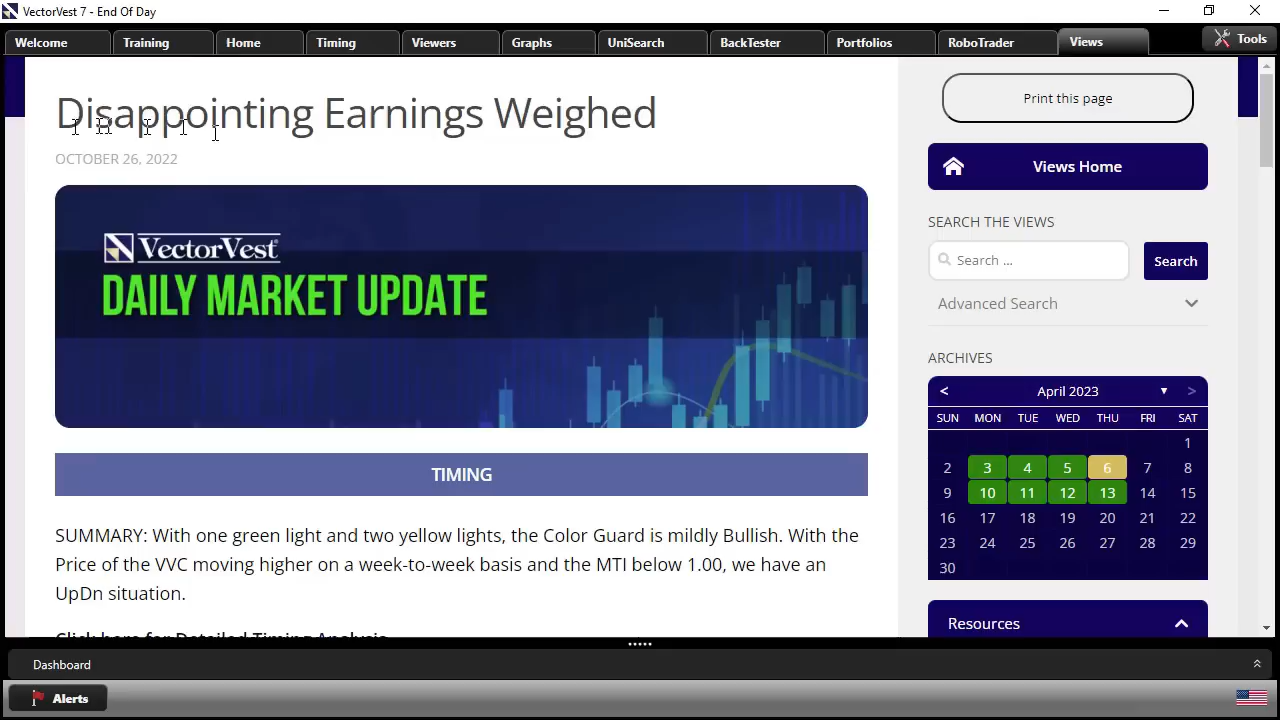 VectorVest 7 - End Of Day
Welcome Training Home Timing Viewers Graphs UniSearch BackTester Portfolios RoboTrader Views Tools
Disappointing Earnings Weighed
OCTOBER 26, 2022
VectorVest®
DAILY MARKET UPDATE
TIMING
SUMMARY: With one green light and two yellow lights, the Color Guard is mildly Bullish. With the
Price of the VVC moving higher on a week-to-week basis and the MTI below 1.00, we have an
UpDn situation.
Click here for Detailed Timing Analysis
Print this page
Views Home
SEARCH THE VIEWS
Search ... Search
Advanced Search
ARCHIVES
< April 2023 ▼ >
SUN MON TUE WED THU FRI SAT
1
2 3 4 5 6 7 8
9 10 11 12 13 14 15
16 17 18 19 20 21 22
23 24 25 26 27 28 29
30
Resources
Dashboard
Alerts